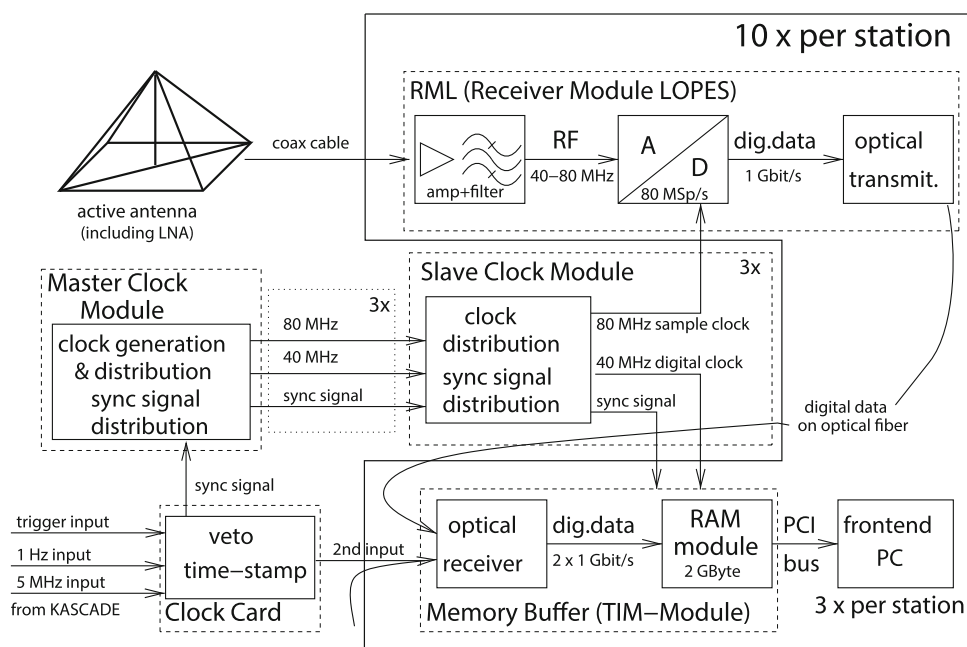 10 x per station
RML (Receiver Module LOPES)
coax cable
amp+filter
RF
40−80 MHz
A
D
80 MSp/s
dig.data
1 Gbit/s
optical
transmit.
active antenna
(including LNA)
Master Clock
Module
clock generation
& distribution
sync signal
distribution
3x
80 MHz
40 MHz
sync signal
Slave Clock Module
3x
clock
distribution
sync signal
distribution
80 MHz sample clock
40 MHz digital clock
sync signal
digital data
on optical fiber
sync signal
trigger input
1 Hz input
5 MHz input
from KASCADE
veto
time−stamp
Clock Card
2nd input
optical
receiver
dig.data
2 x 1 Gbit/s
RAM
module
2 GByte
Memory Buffer (TIM−Module)
PCI
bus
frontend
PC
3 x per station